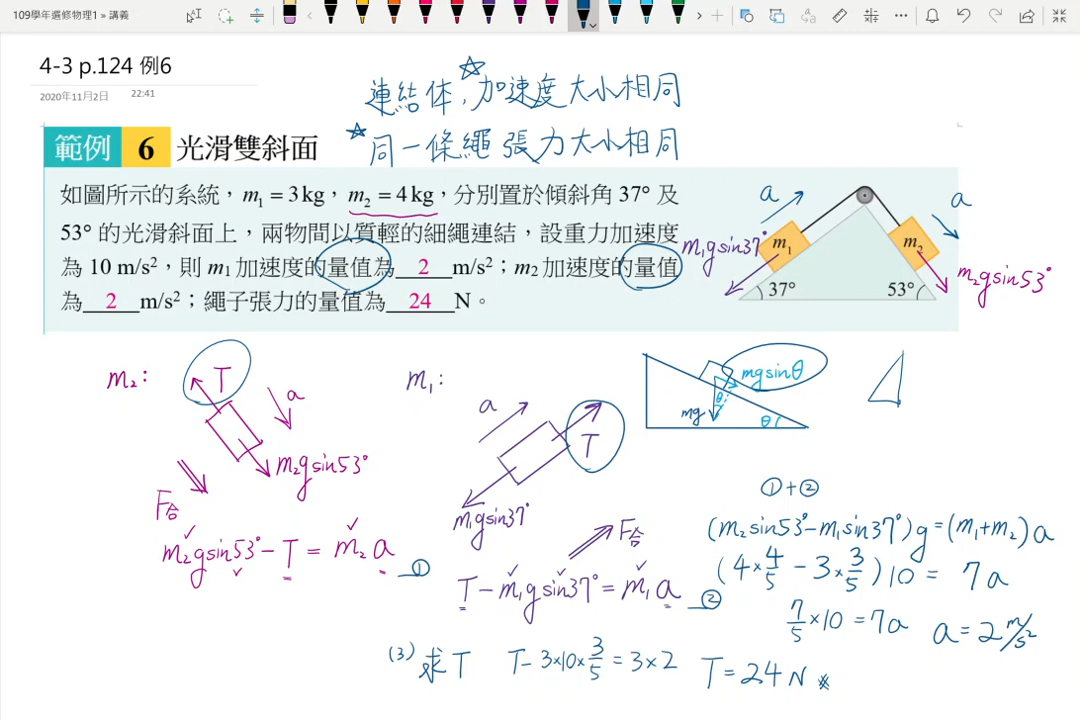 109學年選修物理1 » 講義
4-3 p.124 例6
2020年11月2日 22:41
連結体，加速度大小相同
同一條繩 張力大小相同
範例 6 光滑雙斜面
如圖所示的系統，m₁ = 3 kg，m₂ = 4 kg，分別置於傾斜角 37° 及
53° 的光滑斜面上，兩物間以質輕的細繩連結，設重力加速度
為 10 m/s²，則 m₁ 加速度的量值為 2 m/s²；m₂ 加速度的量值
為 2 m/s²；繩子張力的量值為 24 N。
a
a
m₁gsin37°
m₁
m₂
m₂gsin53°
37°
53°
m₂:
T
a
m₂gsin53°
F合
m₂gsin53° - T = m₂a ①
m₁:
a
T
m₁gsin37°
F合
T - m₁gsin37° = m₁a ②
mgsinθ
θ
mg
θ
①+②
(m₂sin53° - m₁sin37°)g = (m₁+m₂)a
(4×4/5 - 3×3/5)10 = 7a
7/5×10 = 7a a = 2 m/s²
(3) 求T T - 3×10×3/5 = 3×2 T = 24N